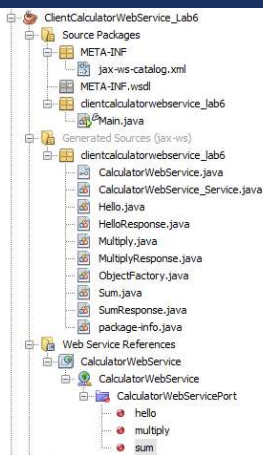 ClientCalculatorWebService_Lab6
Source Packages
META-INF
jax-ws-catalog.xml
META-INF.wsdl
clientcalculatorwebservice_lab6
Main.java
Generated Sources (jax-ws)
clientcalculatorwebservice_lab6
CalculatorWebService.java
CalculatorWebService_Service.java
Hello.java
HelloResponse.java
Multiply.java
MultiplyResponse.java
ObjectFactory.java
Sum.java
SumResponse.java
package-info.java
Web Service References
CalculatorWebService
CalculatorWebService
CalculatorWebServicePort
hello
multiply
sum